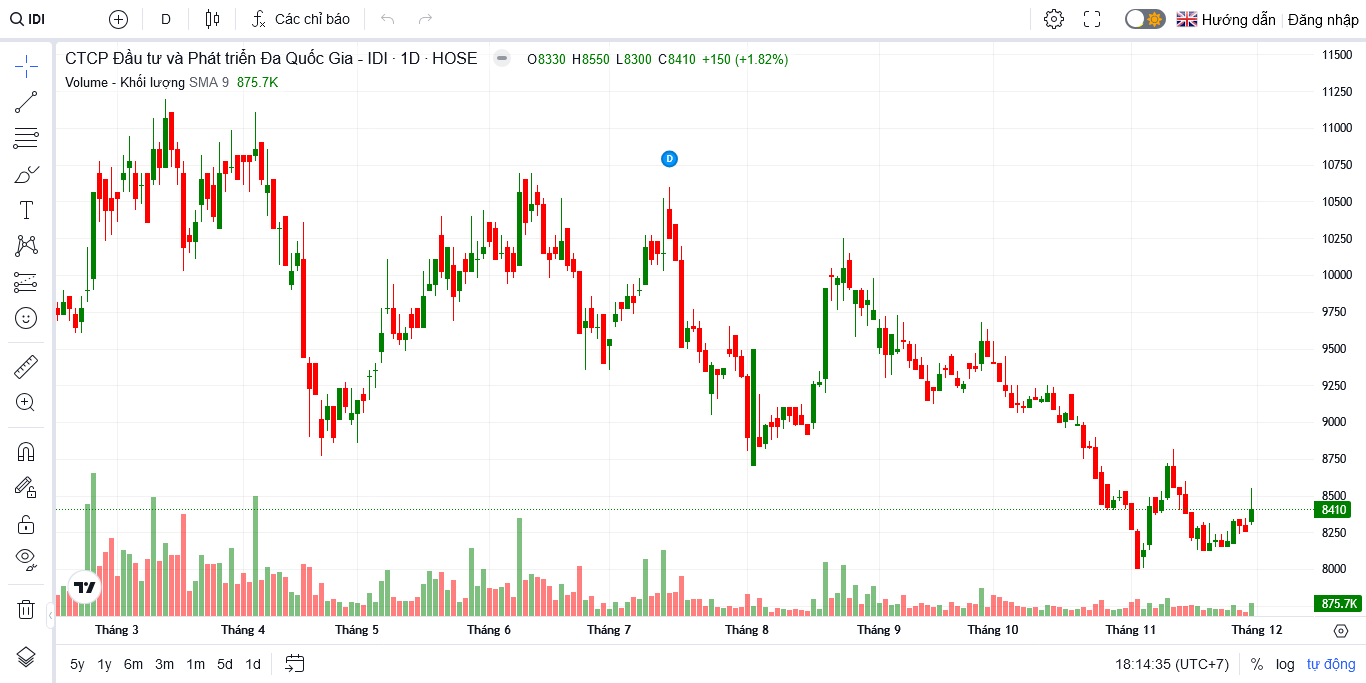 IDI D Các chỉ báo Hướng dẫn Đăng nhập
CTCP Đầu tư và Phát triển Đa Quốc Gia - IDI · 1D · HOSE O8330 H8550 L8300 C8410 +150 (+1.82%)
Volume - Khối lượng SMA 9 875.7K
D
11500
11250
11000
10750
10500
10250
10000
9750
9500
9250
9000
8750
8500
8410
8250
8000
875.7K
Tháng 3 Tháng 4 Tháng 5 Tháng 6 Tháng 7 Tháng 8 Tháng 9 Tháng 10 Tháng 11 Tháng 12
5y 1y 6m 3m 1m 5d 1d 18:14:35 (UTC+7) % log tự động